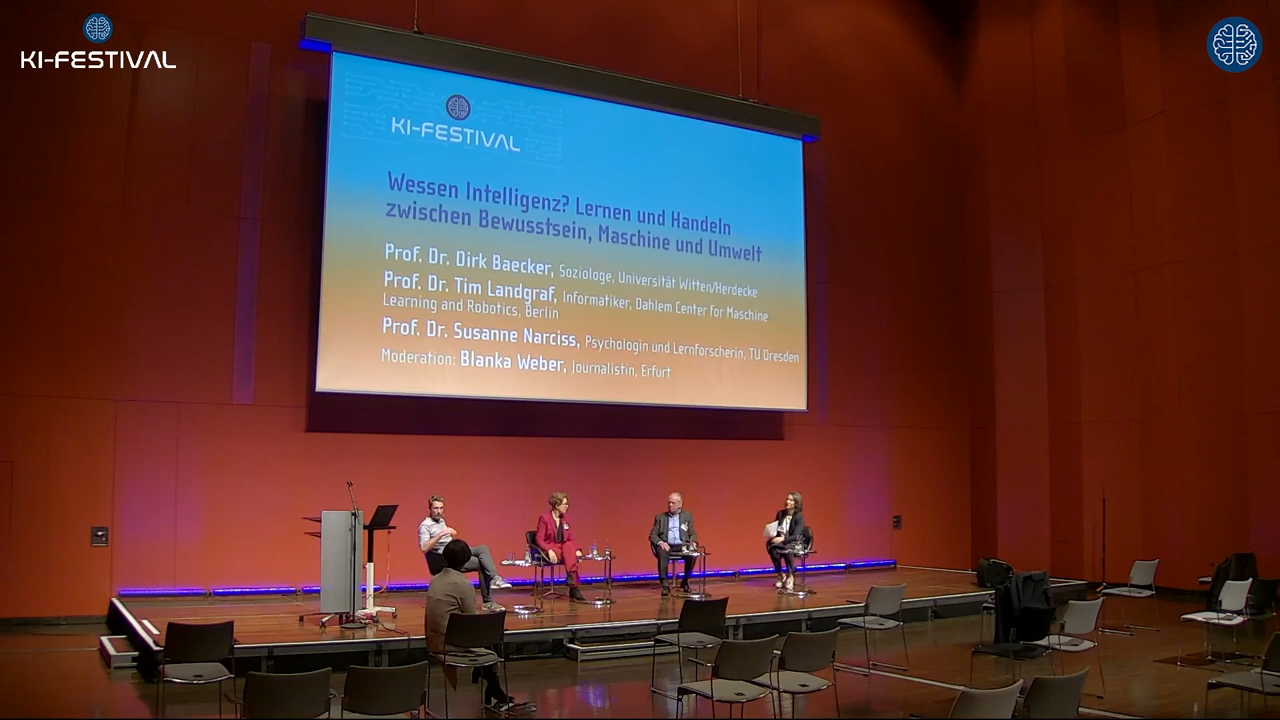 KI-FESTIVAL
KI-FESTIVAL
Wessen Intelligenz? Lernen und Handeln
zwischen Bewusstsein, Maschine und Umwelt
Prof. Dr. Dirk Baecker, Soziologe, Universität Witten/Herdecke
Prof. Dr. Tim Landgraf, Informatiker, Dahlem Center for Maschine
Learning and Robotics, Berlin
Prof. Dr. Susanne Narciss, Psychologin und Lernforscherin, TU Dresden
Moderation: Blanka Weber, Journalistin, Erfurt